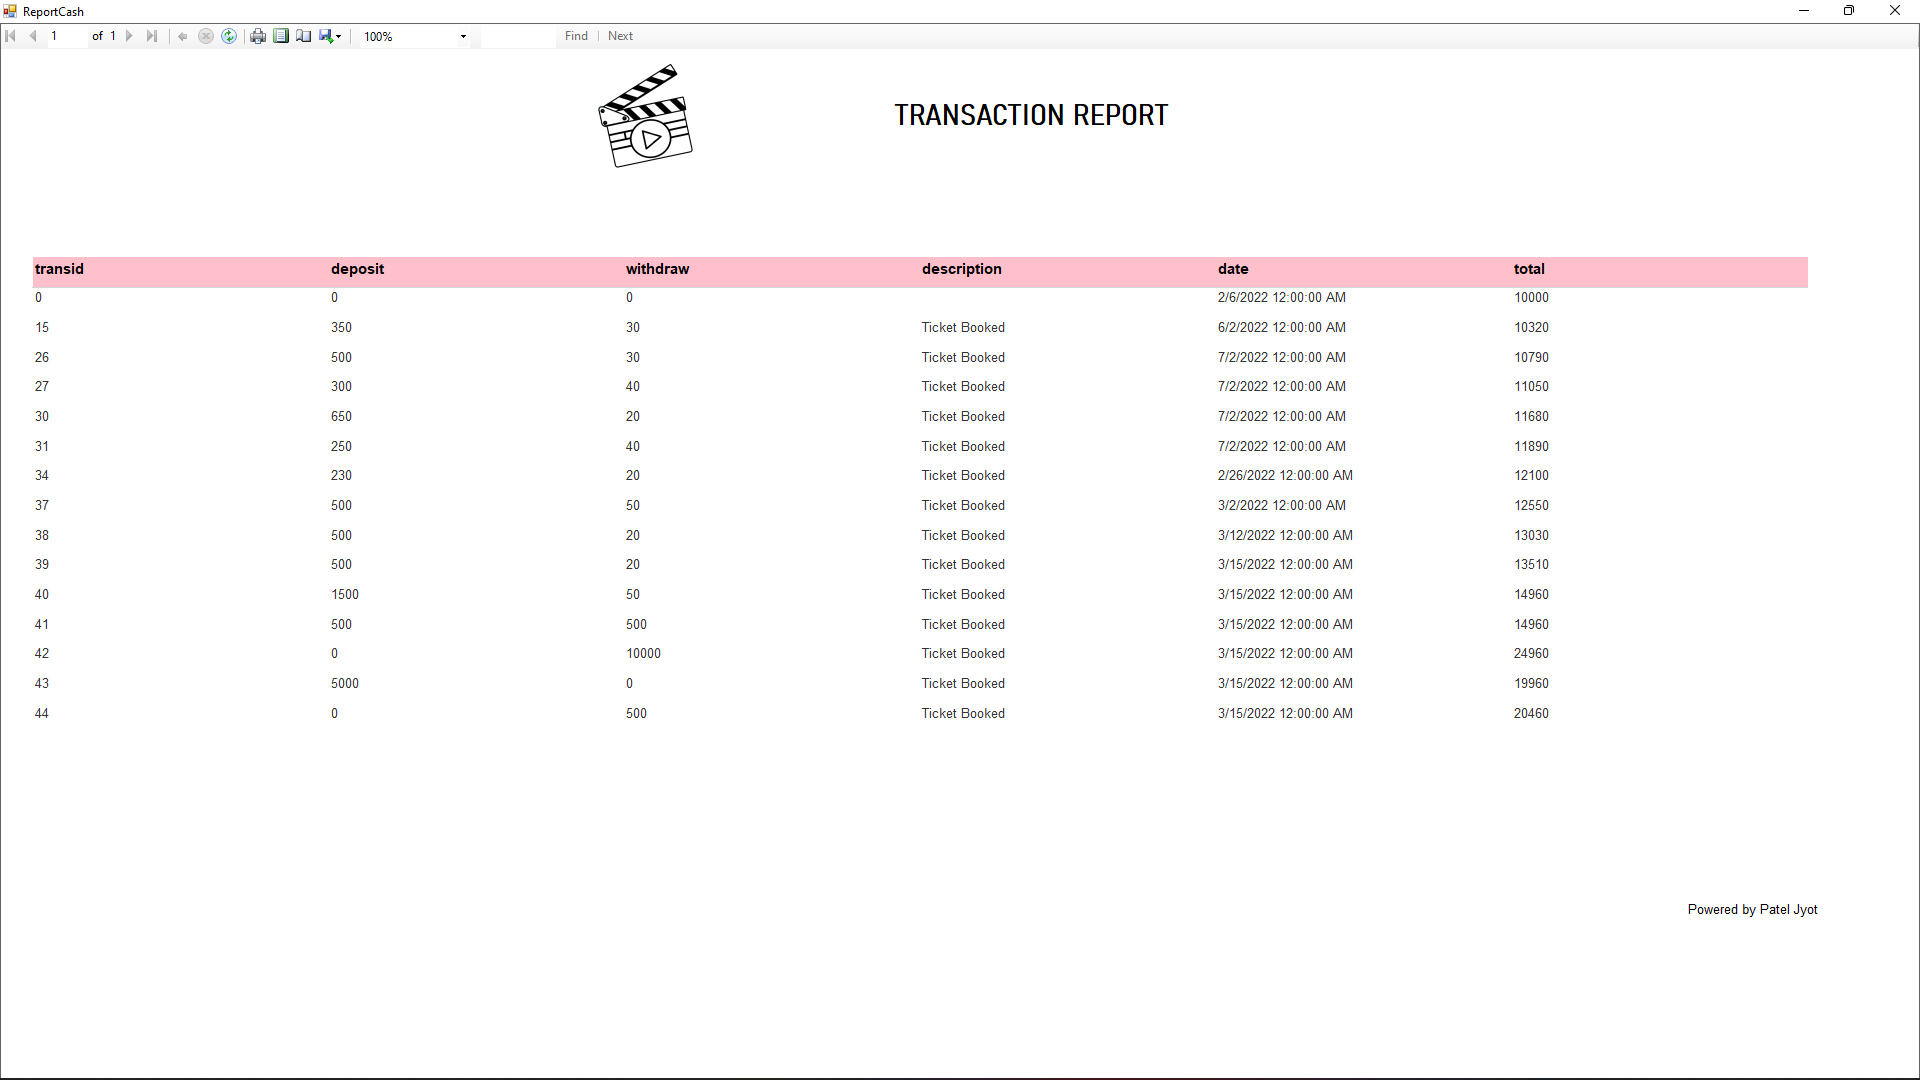 ReportCash
1 of 1 100% Find Next
TRANSACTION REPORT
transid deposit withdraw description date total
0 0 0 2/6/2022 12:00:00 AM 10000
15 350 30 Ticket Booked 6/2/2022 12:00:00 AM 10320
26 500 30 Ticket Booked 7/2/2022 12:00:00 AM 10790
27 300 40 Ticket Booked 7/2/2022 12:00:00 AM 11050
30 650 20 Ticket Booked 7/2/2022 12:00:00 AM 11680
31 250 40 Ticket Booked 7/2/2022 12:00:00 AM 11890
34 230 20 Ticket Booked 2/26/2022 12:00:00 AM 12100
37 500 50 Ticket Booked 3/2/2022 12:00:00 AM 12550
38 500 20 Ticket Booked 3/12/2022 12:00:00 AM 13030
39 500 20 Ticket Booked 3/15/2022 12:00:00 AM 13510
40 1500 50 Ticket Booked 3/15/2022 12:00:00 AM 14960
41 500 500 Ticket Booked 3/15/2022 12:00:00 AM 14960
42 0 10000 Ticket Booked 3/15/2022 12:00:00 AM 24960
43 5000 0 Ticket Booked 3/15/2022 12:00:00 AM 19960
44 0 500 Ticket Booked 3/15/2022 12:00:00 AM 20460
Powered by Patel Jyot